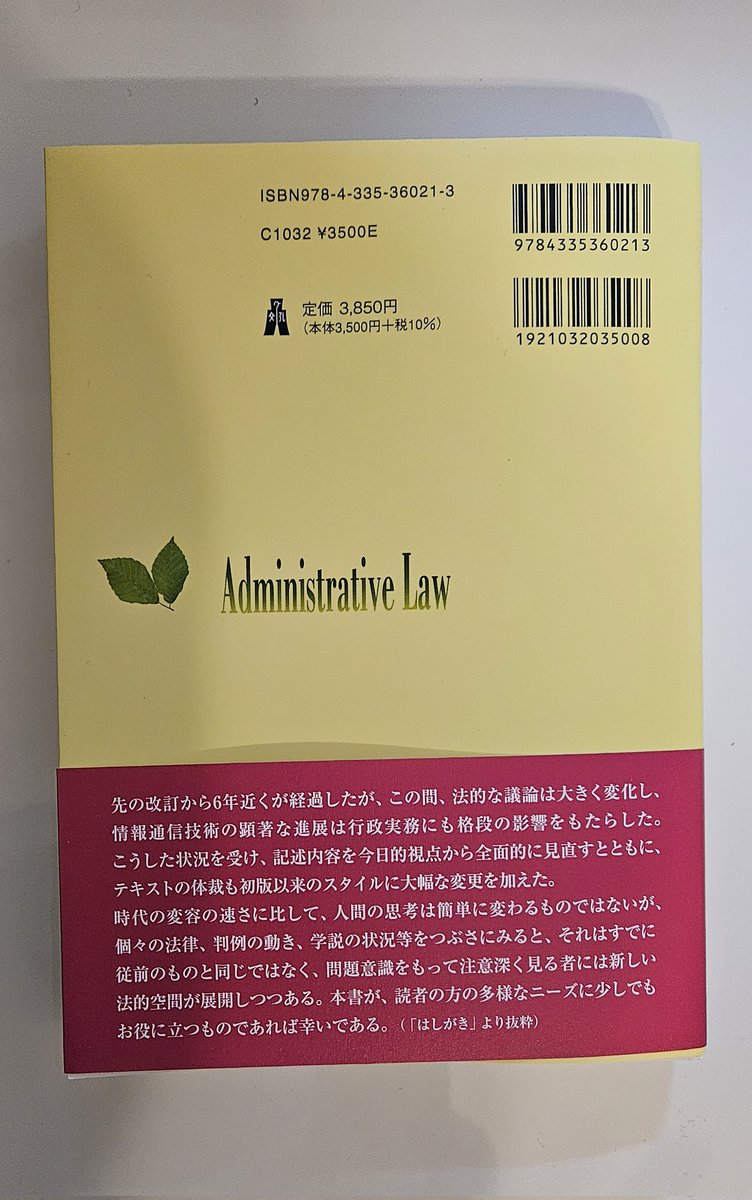 ISBN978-4-335-36021-3
C1032 ¥3500E
9784335360213
定価 3,850円
(本体3,500円+税10%)
1921032035008
Administrative Law
先の改訂から6年近くが経過したが、この間、法的な議論は大きく変化し、
情報通信技術の顕著な進展は行政実務にも格段の影響をもたらした。
こうした状況を受け、記述内容を今日的視点から全面的に見直すとともに、
テキストの体裁も初版以来のスタイルに大幅な変更を加えた。
時代の変容の速さに比して、人間の思考は簡単に変わるものではないが、
個々の法律、判例の動き、学説の状況等をつぶさにみると、それはすでに
従前のものと同じではなく、問題意識をもって注意深く見る者には新しい
法的空間が展開しつつある。本書が、読者の方の多様なニーズに少しでも
お役に立つものであれば幸いである。(「はしがき」より抜粋)